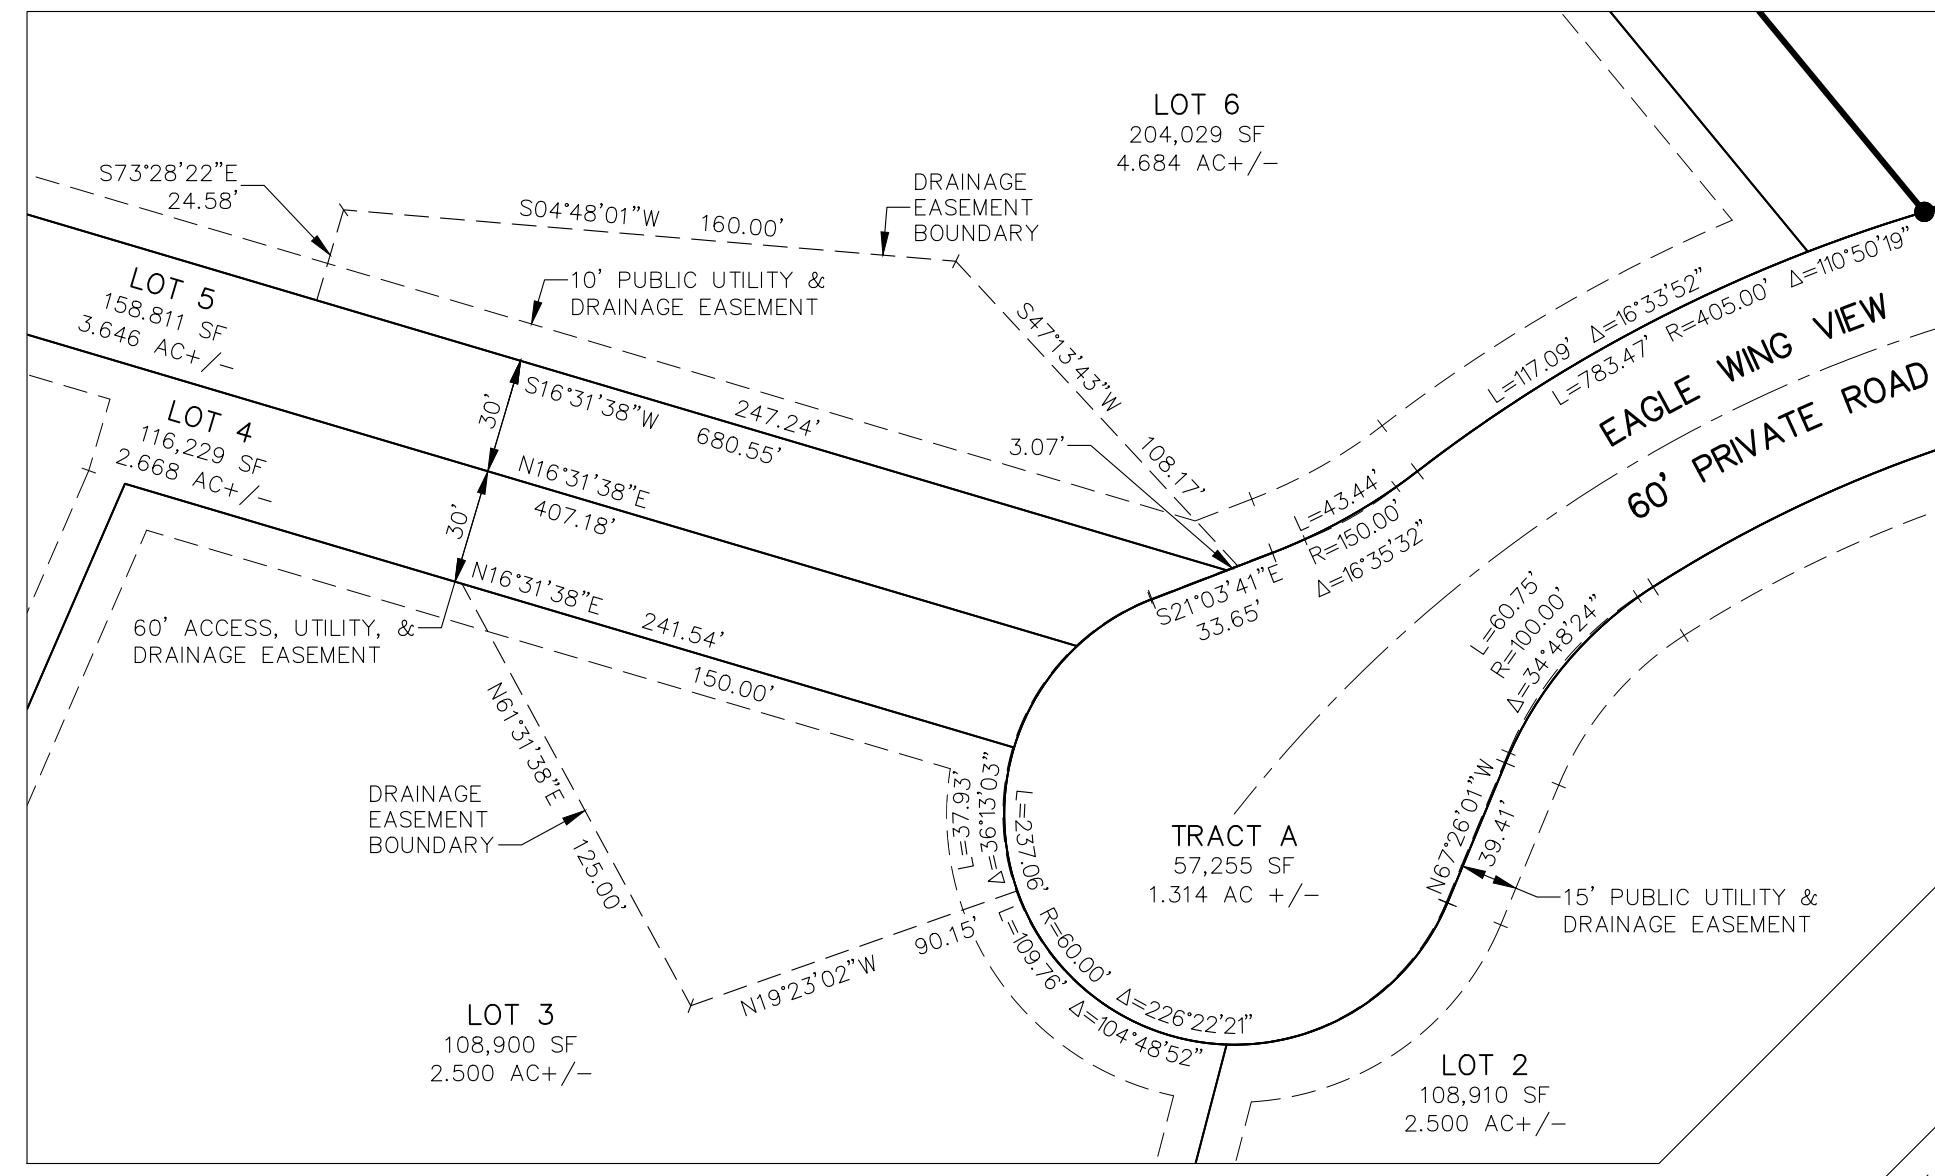 LOT 6
204,029 SF
4.684 AC+/-
S73°28'22"E
24.58'
S04°48'01"W 160.00'
DRAINAGE
EASEMENT
BOUNDARY
10' PUBLIC UTILITY &
DRAINAGE EASEMENT
LOT 5
158.811 SF
3.646 AC+/-
LOT 4
116,229 SF
2.668 AC+/-
30'
30'
S16°31'38"W 680.55'
247.24'
S47°13'43"W 108.17'
3.07'
N16°31'38"E
407.18'
N16°31'38"E 241.54'
150.00'
60' ACCESS, UTILITY, &
DRAINAGE EASEMENT
L=117.09' Δ=16°33'52"
L=783.47' R=405.00' Δ=110°50'19"
EAGLE WING VIEW
60' PRIVATE ROAD
L=43.44'
R=150.00'
Δ=16°35'32"
S21°03'41"E
33.65'
L=60.75'
R=100.00'
Δ=34°48'24"
N61°31'38"E 125.00'
DRAINAGE
EASEMENT
BOUNDARY
L=37.93'
Δ=36°13'03"
L=237.06' R=60.00' Δ=226°22'21"
L=109.76' Δ=104°48'52"
TRACT A
57,255 SF
1.314 AC +/-
N67°26'01"W
39.41'
15' PUBLIC UTILITY &
DRAINAGE EASEMENT
N19°23'02"W 90.15'
LOT 3
108,900 SF
2.500 AC+/-
LOT 2
108,910 SF
2.500 AC+/-